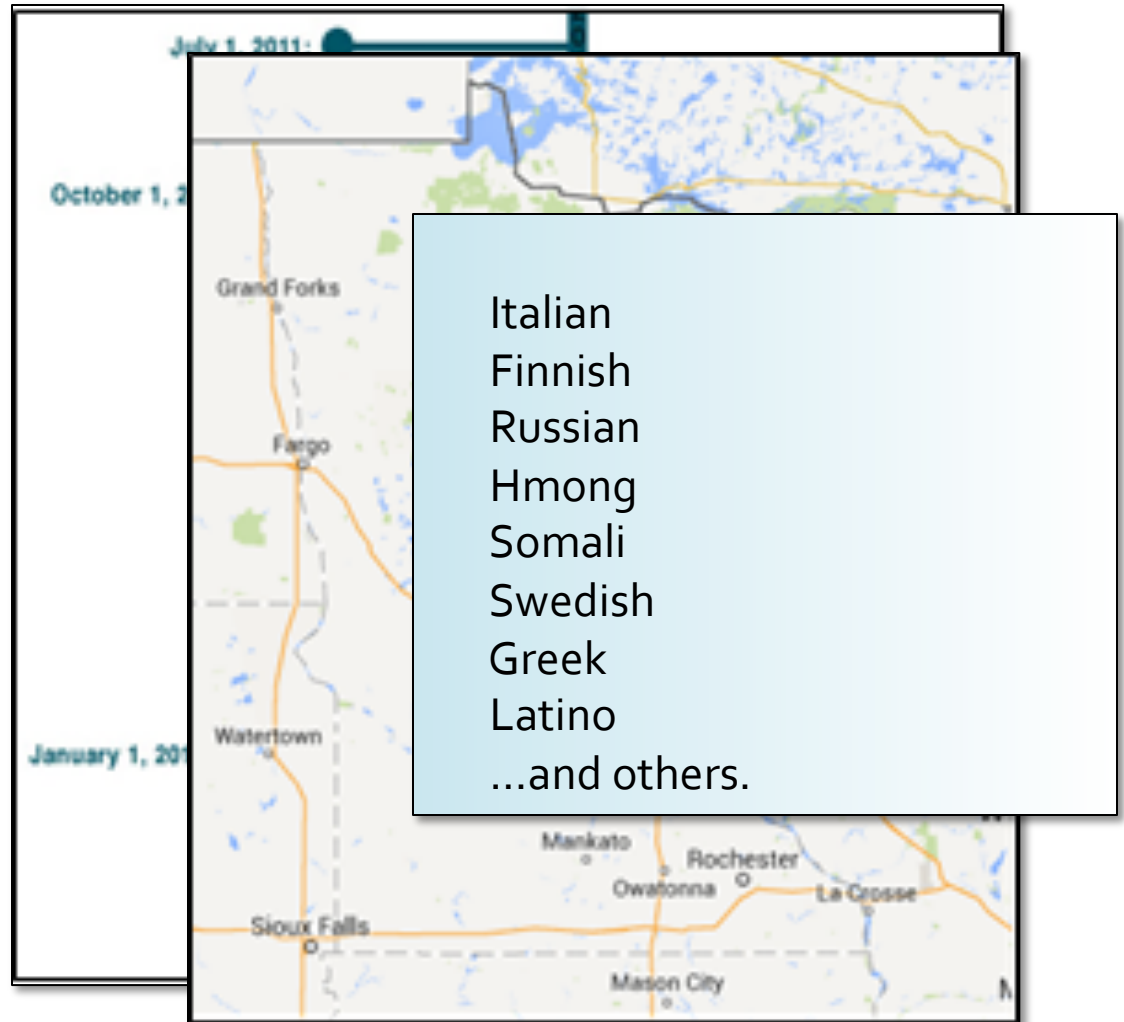 July 1, 2011:
October 1, 2
Grand Forks
Fargo
Italian
Finnish
Russian
Hmong
Somali
Swedish
Greek
Latino
...and others.
Watertown
January 1, 201
Mankato
Rochester
Owatonna
La Crosse
Sioux Falls
Mason City